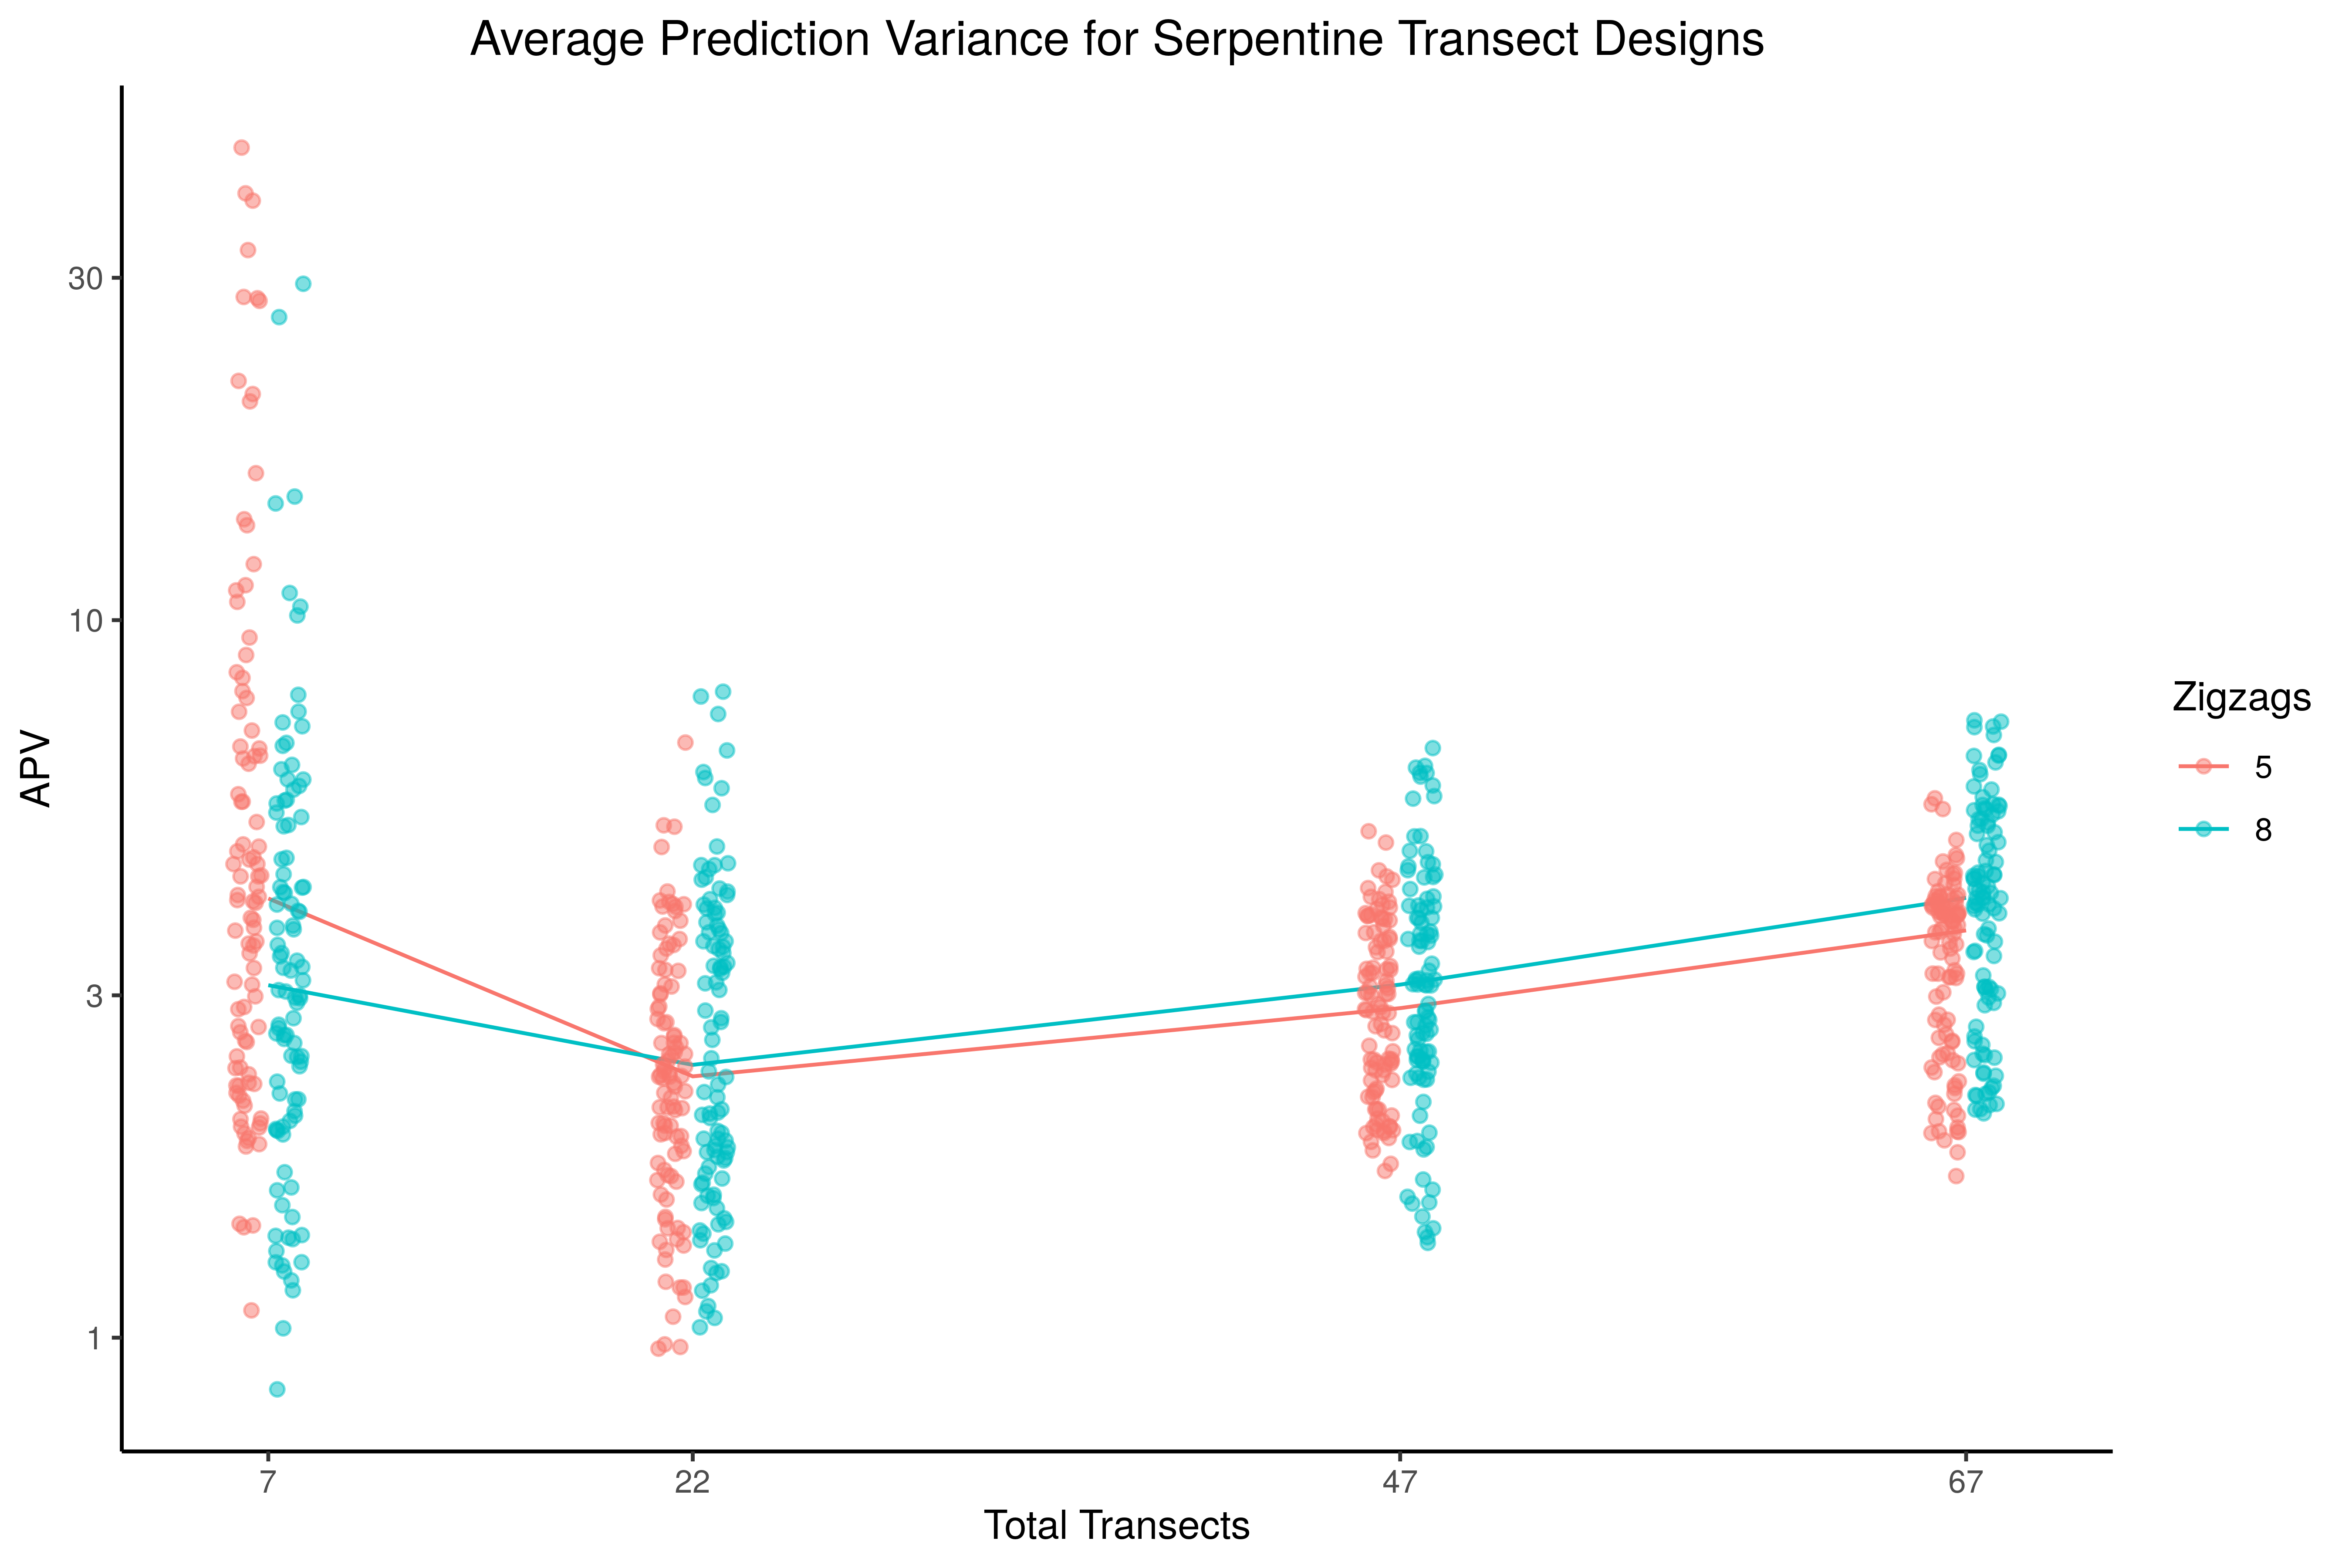 Average Prediction Variance for Serpentine Transect Designs
APV
30
10
3
1
7
22
47
67
Total Transects
Zigzags
5
8